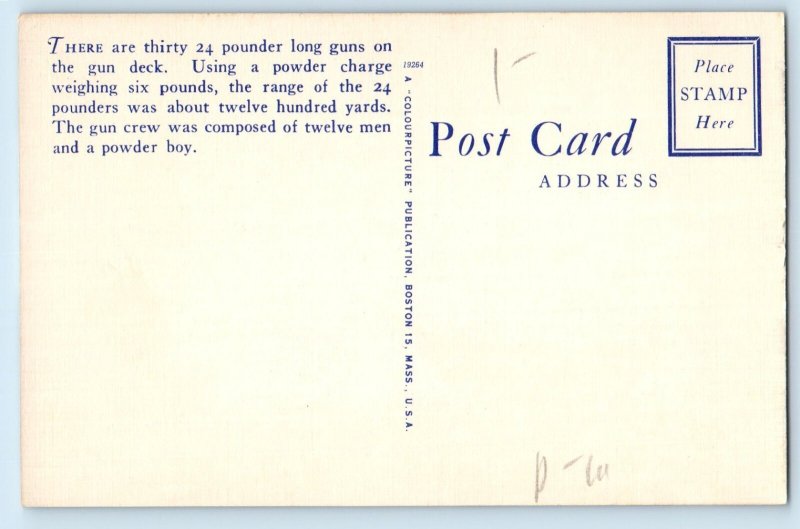 THERE are thirty 24 pounder long guns on
the gun deck. Using a powder charge
weighing six pounds, the range of the 24
pounders was about twelve hundred yards.
The gun crew was composed of twelve men
and a powder boy.
19264
A "COLOURPICTURE" PUBLICATION, BOSTON 15, MASS., U.S.A.
Post Card
ADDRESS
Place
STAMP
Here